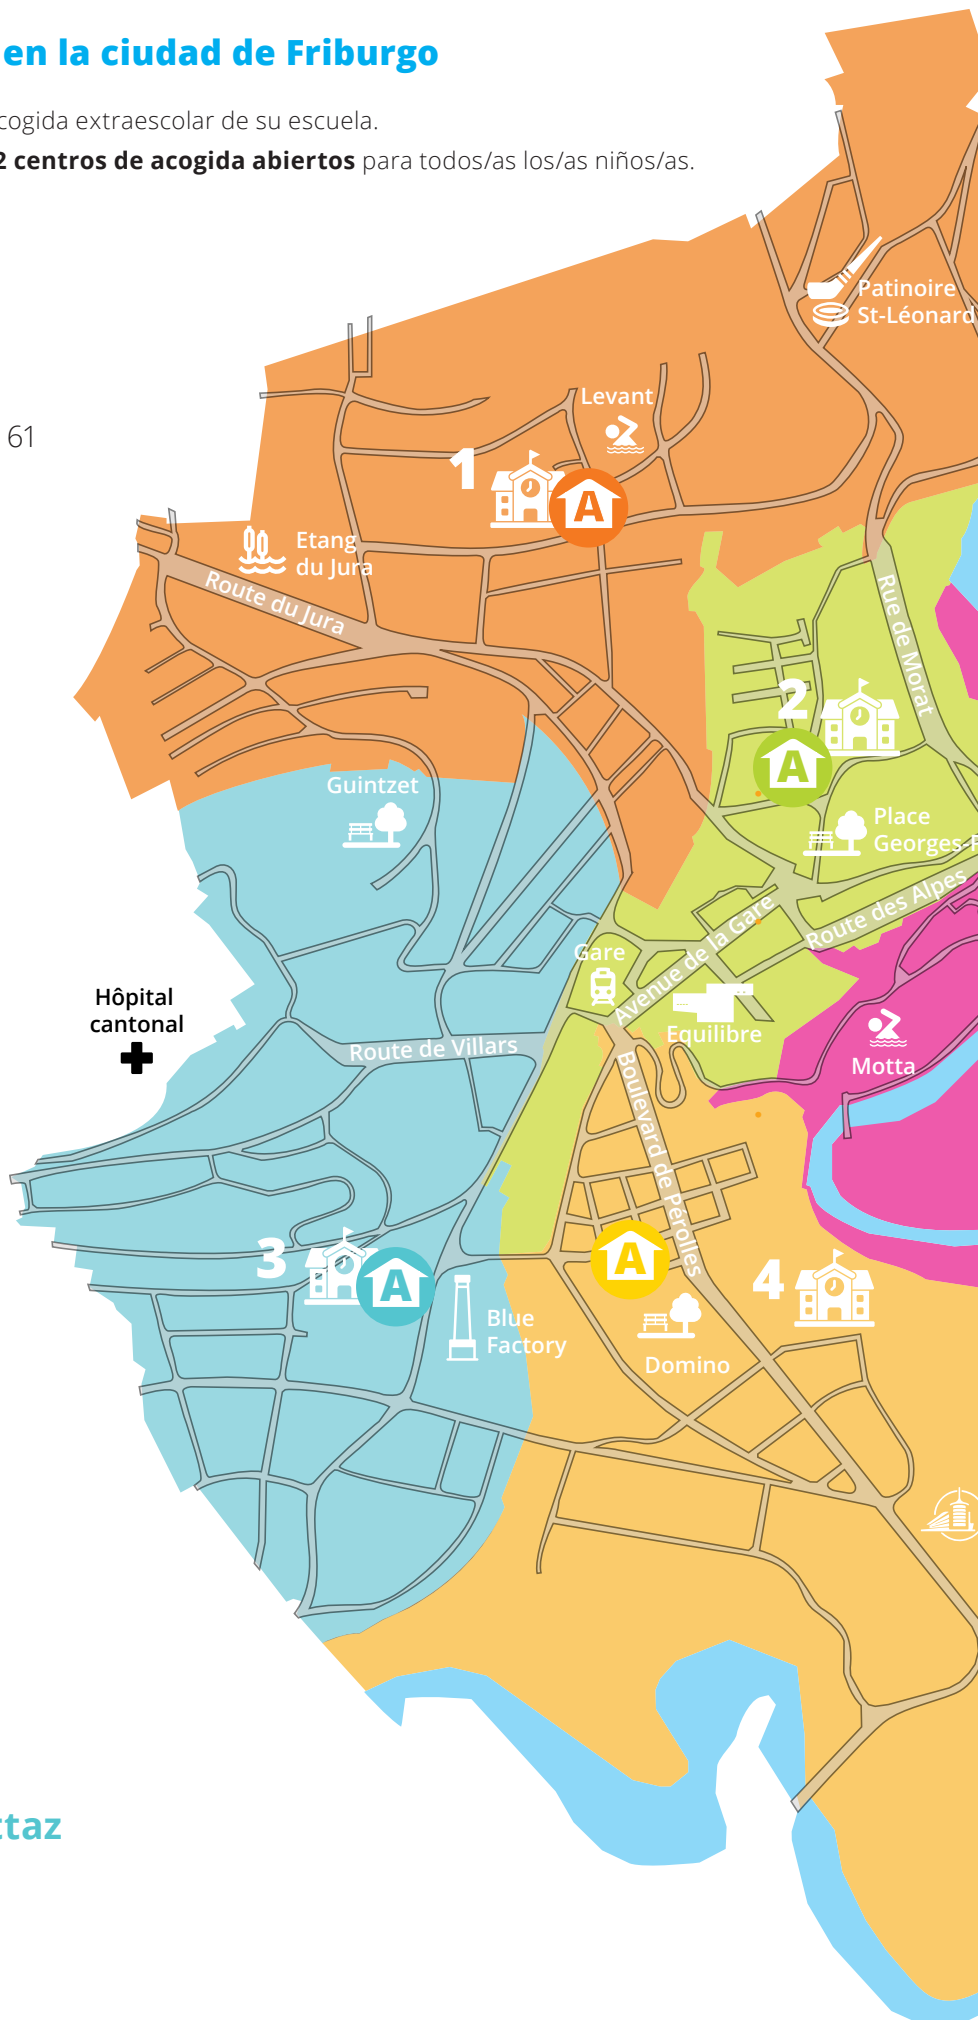 en la ciudad de Friburgo
cogida extraescolar de su escuela.
2 centros de acogida abiertos para todos/as los/as niños/as.
Patinoire
St-Léonard
Levant
61
1
A
Etang
du Jura
Route du Jura
Rue de Morat
2
A
Guintzet
Place
Georges-P
Route des Alpes
Avenue de la Gare
Gare
Hôpital
cantonal
Equilibre
Route de Villars
Motta
Boulevard de Pérolles
3
A
A
4
Blue
Factory
Domino
ttaz